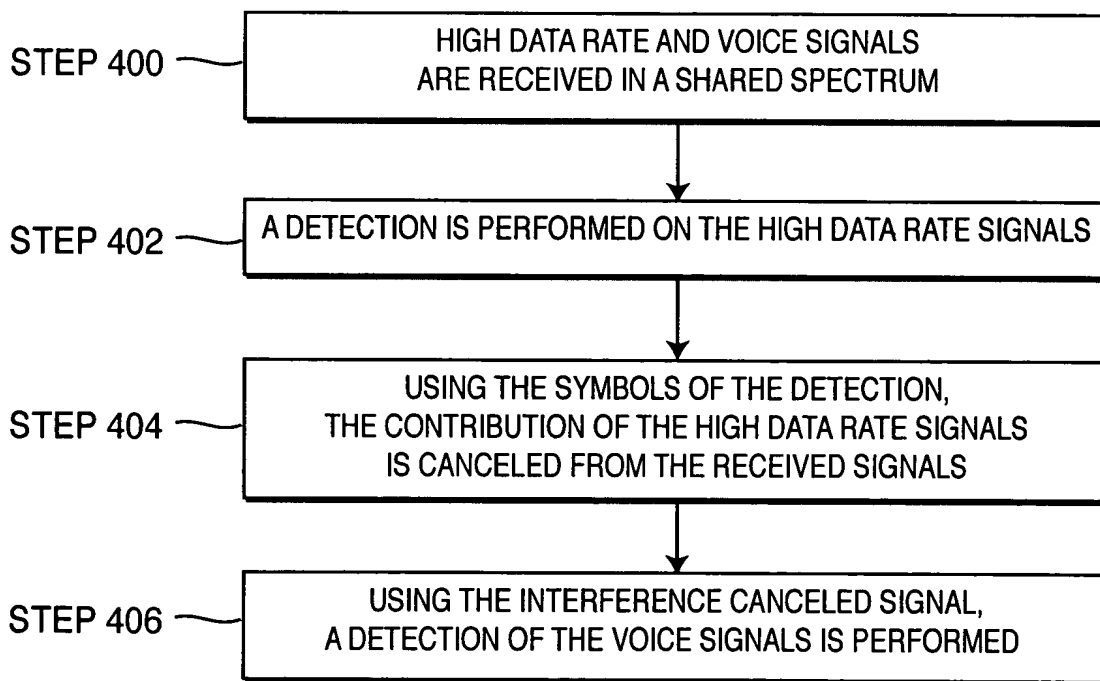 STEP 400
HIGH DATA RATE AND VOICE SIGNALS
ARE RECEIVED IN A SHARED SPECTRUM
STEP 402
A DETECTION IS PERFORMED ON THE HIGH DATA RATE SIGNALS
STEP 404
USING THE SYMBOLS OF THE DETECTION,
THE CONTRIBUTION OF THE HIGH DATA RATE SIGNALS
IS CANCELED FROM THE RECEIVED SIGNALS
STEP 406
USING THE INTERFERENCE CANCELED SIGNAL,
A DETECTION OF THE VOICE SIGNALS IS PERFORMED